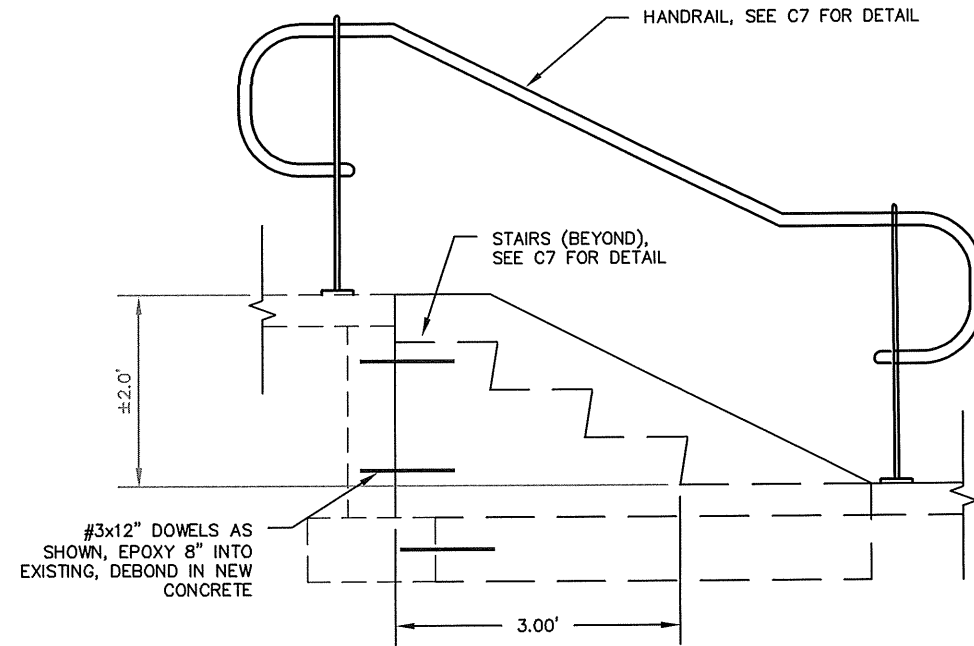 HANDRAIL, SEE C7 FOR DETAIL
STAIRS (BEYOND),
SEE C7 FOR DETAIL
±2.0'
#3x12" DOWELS AS
SHOWN, EPOXY 8" INTO
EXISTING, DEBOND IN NEW
CONCRETE
3.00'